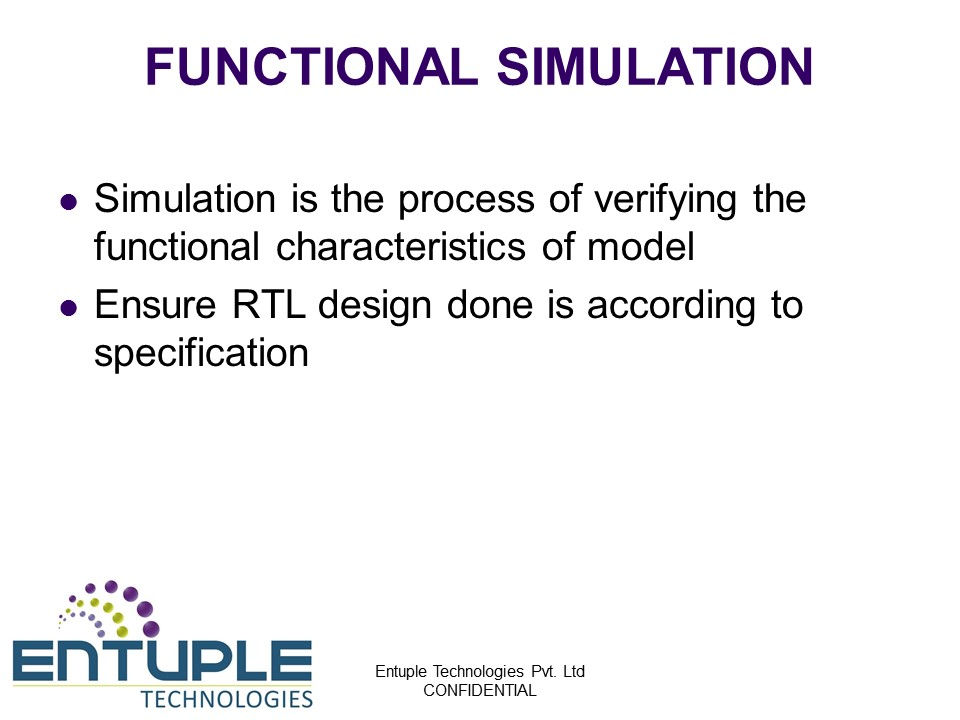 FUNCTIONAL SIMULATION
Simulation is the process of verifying the
functional characteristics of model
Ensure RTL design done is according to
specification
ENTUPLE
TECHNOLOGIES
Entuple Technologies Pvt. Ltd
CONFIDENTIAL